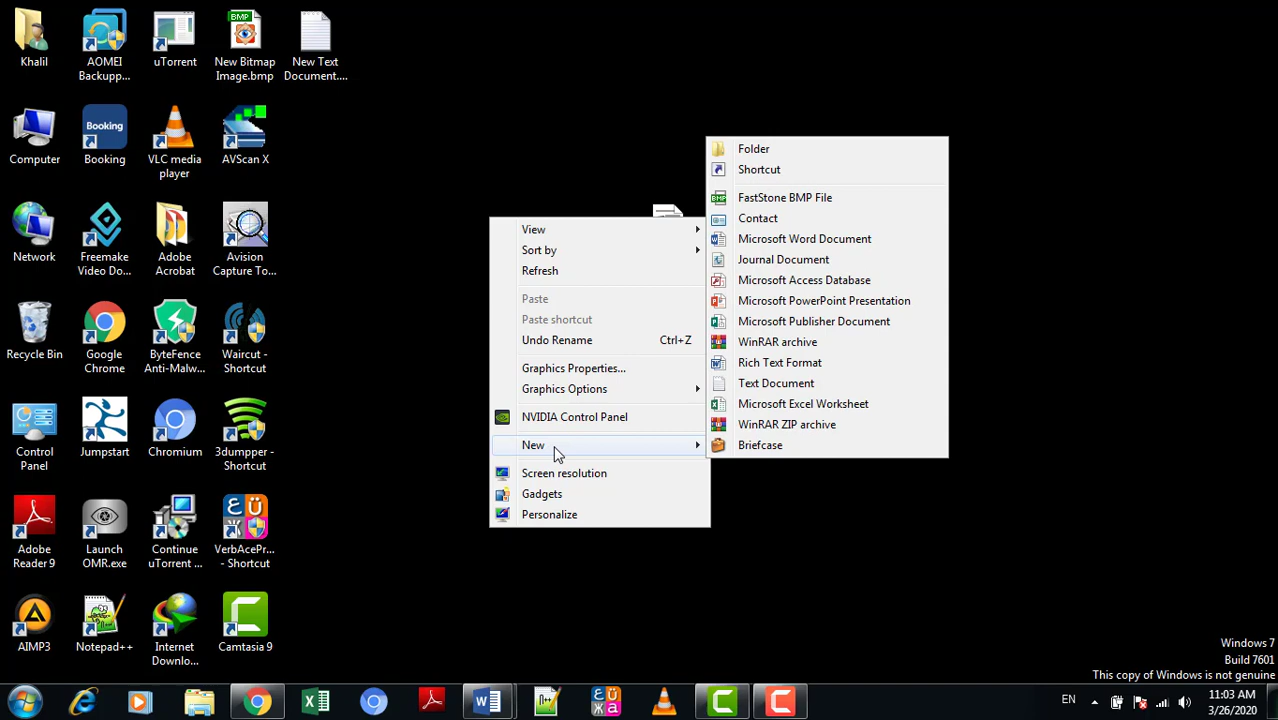 Khalil
AOMEI
Backupp...
uTorrent
BMP
New Bitmap
Image.bmp
New Text
Document....
Computer
Booking
Booking
VLC media
player
AVScan X
Network
Freemake
Video Do...
Adobe
Acrobat
Avision
Capture To...
Recycle Bin
Google
Chrome
ByteFence
Anti-Malw...
Waircut -
Shortcut
Control
Panel
Jumpstart
Chromium
3dumpper -
Shortcut
Adobe
Reader 9
Launch
OMR.exe
Continue
uTorrent ...
VerbAcePr...
- Shortcut
AIMP3
Notepad++
Internet
Downlo...
Camtasia 9
View
Sort by
Refresh
Paste
Paste shortcut
Undo Rename Ctrl+Z
Graphics Properties...
Graphics Options
NVIDIA Control Panel
New
Screen resolution
Gadgets
Personalize
Folder
Shortcut
BMP FastStone BMP File
Contact
Microsoft Word Document
Journal Document
Microsoft Access Database
Microsoft PowerPoint Presentation
Microsoft Publisher Document
WinRAR archive
Rich Text Format
Text Document
Microsoft Excel Worksheet
WinRAR ZIP archive
Briefcase
Windows 7
Build 7601
This copy of Windows is not genuine
EN
11:03 AM
3/26/2020